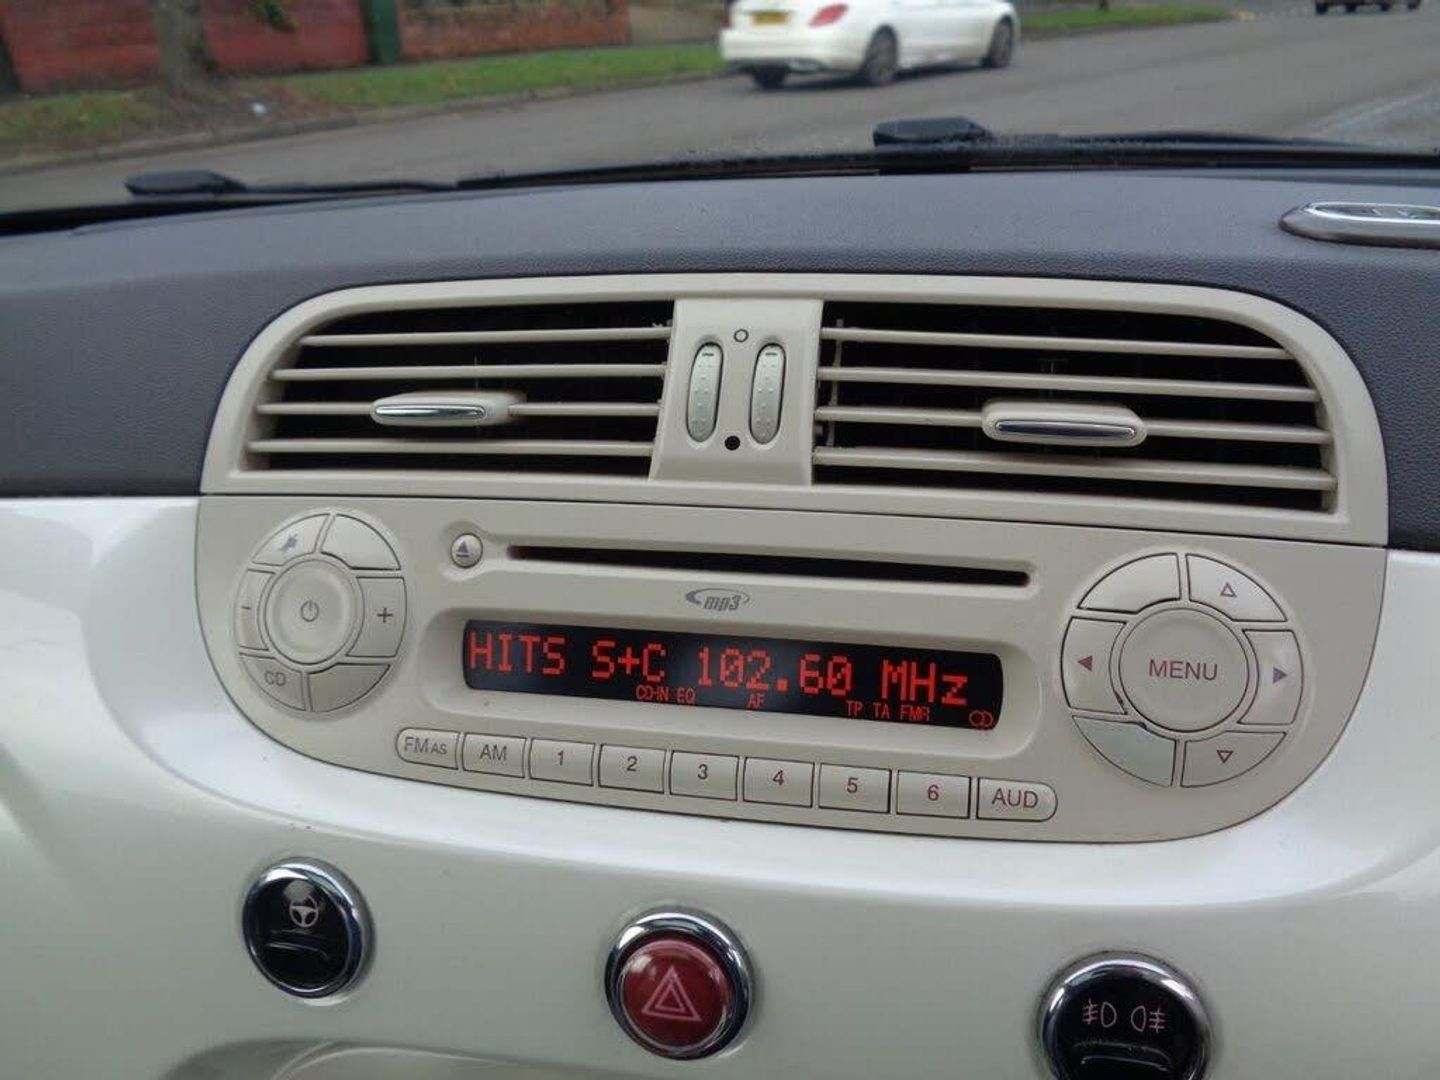 mp3
HITS S+C 102.60 MHz
CD-IN EQ AF TP TA FMR
CD
MENU
FM AS AM 1 2 3 4 5 6 AUD